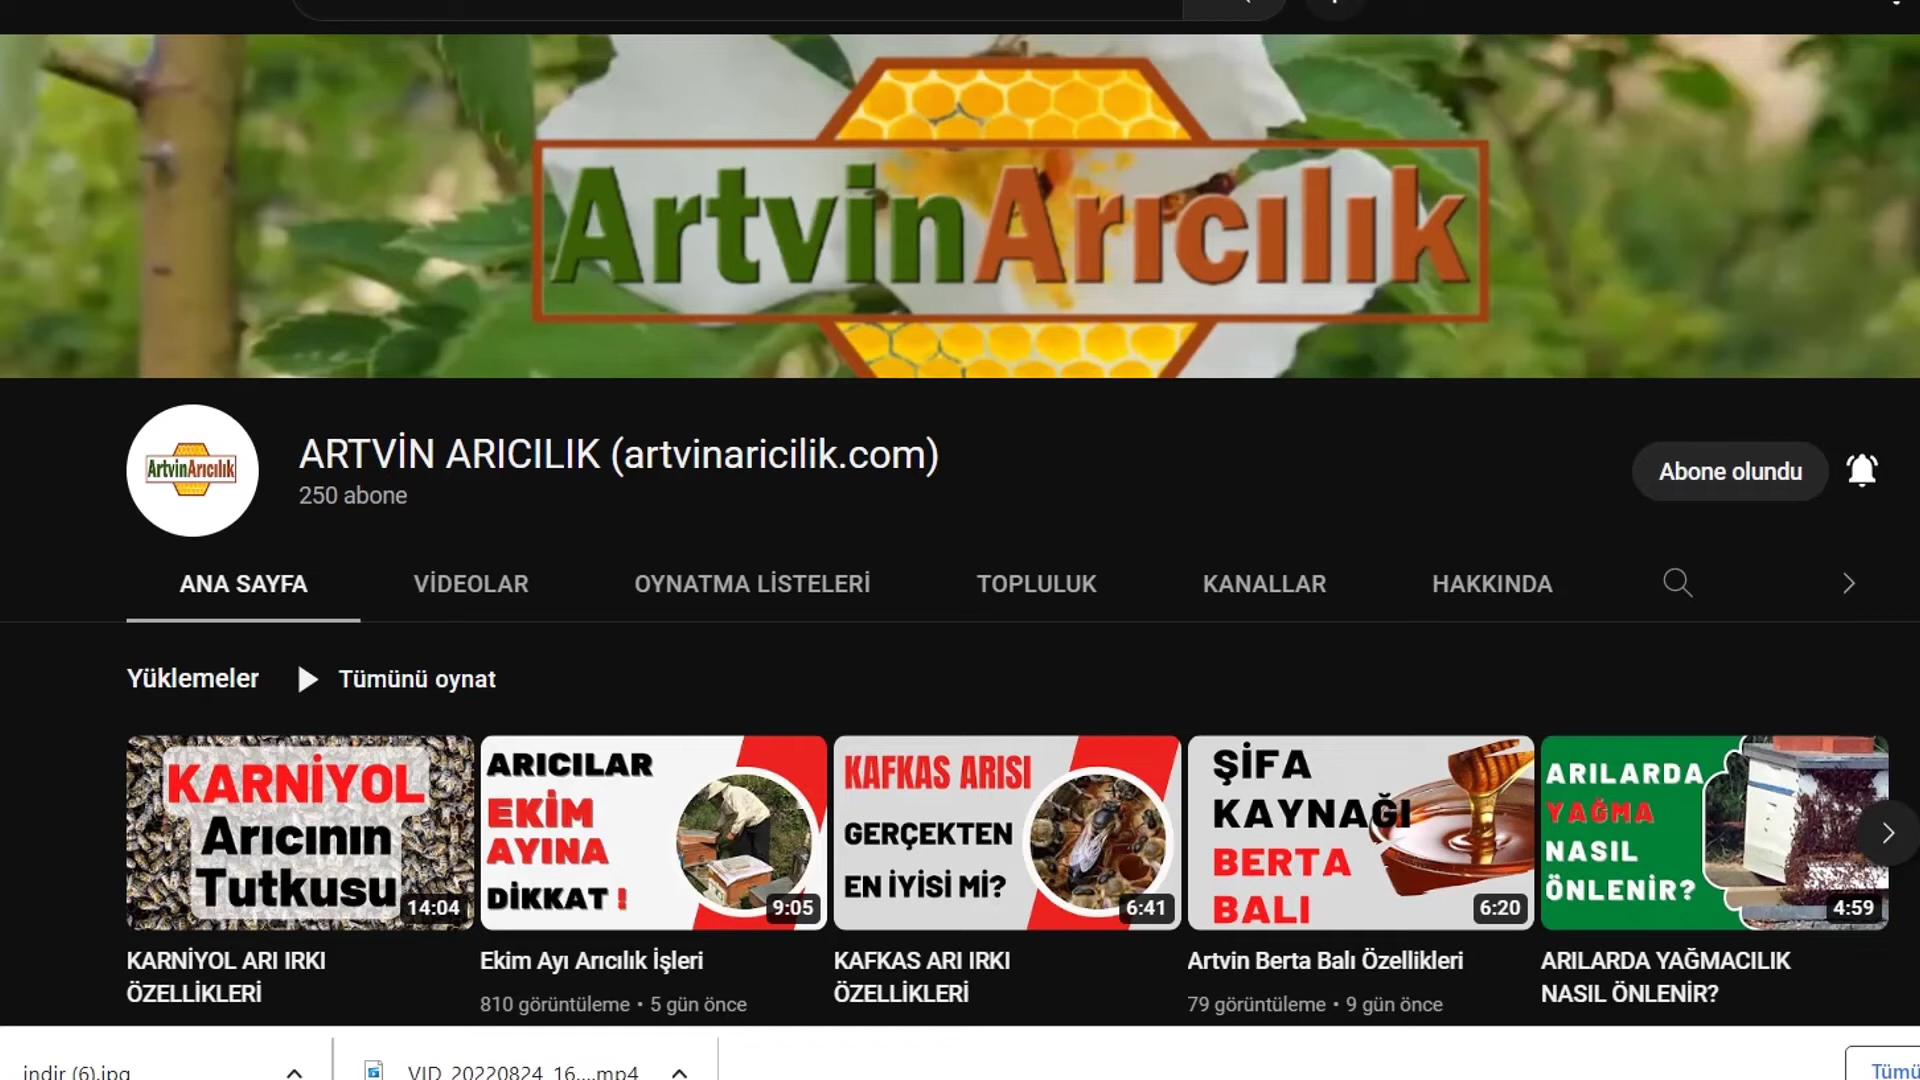 ArtvinArıcılık
ArtvinArıcılık
ARTVİN ARICILIK (artvinaricilik.com)
250 abone
Abone olundu
ANA SAYFA
VİDEOLAR
OYNATMA LİSTELERİ
TOPLULUK
KANALLAR
HAKKINDA
Yüklemeler
Tümünü oynat
KARNİYOL
Arıcının
Tutkusu
14:04
ARICILAR
EKİM
AYINA
DİKKAT !
9:05
KAFKAS ARISI
GERÇEKTEN
EN İYİSİ Mİ?
6:41
ŞİFA
KAYNAĞI
BERTA
BALI
6:20
ARILARDA
YAĞMA
NASIL
ÖNLENİR?
4:59
KARNİYOL ARI IRKI
ÖZELLİKLERİ
Ekim Ayı Arıcılık İşleri
810 görüntüleme • 5 gün önce
KAFKAS ARI IRKI
ÖZELLİKLERİ
Artvin Berta Balı Özellikleri
79 görüntüleme • 9 gün önce
ARILARDA YAĞMACILIK
NASIL ÖNLENİR?
indir (6).jpg
VID_20220824_16....mp4
Tümü